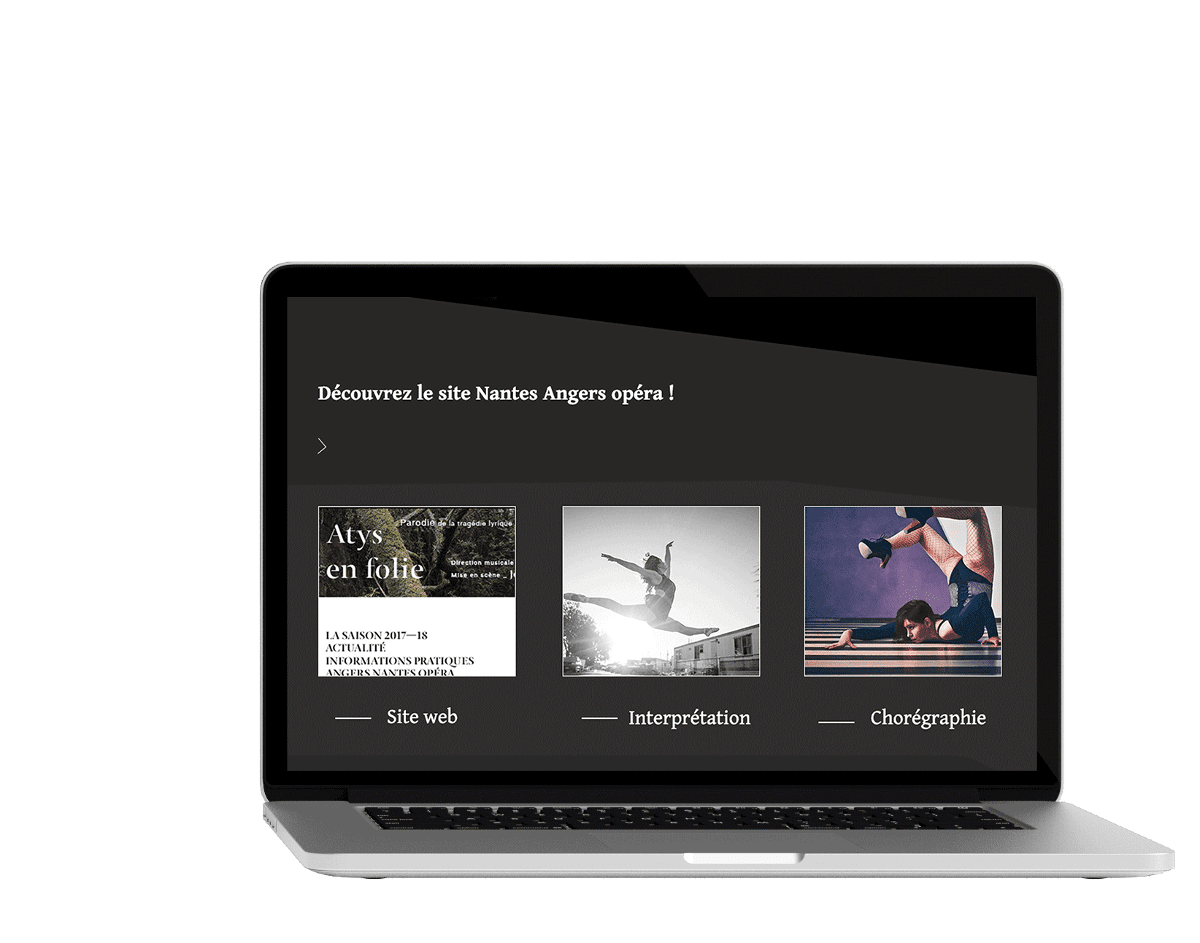 Découvrez le site Nantes Angers opéra !
Atys
en folie
Parodie de la tragédie lyrique
Direction musicale
Mise en scène _
LA SAISON 2017—18
ACTUALITÉ
INFORMATIONS PRATIQUES
ANGERS NANTES OPÉRA
Site web
Interprétation
Chorégraphie